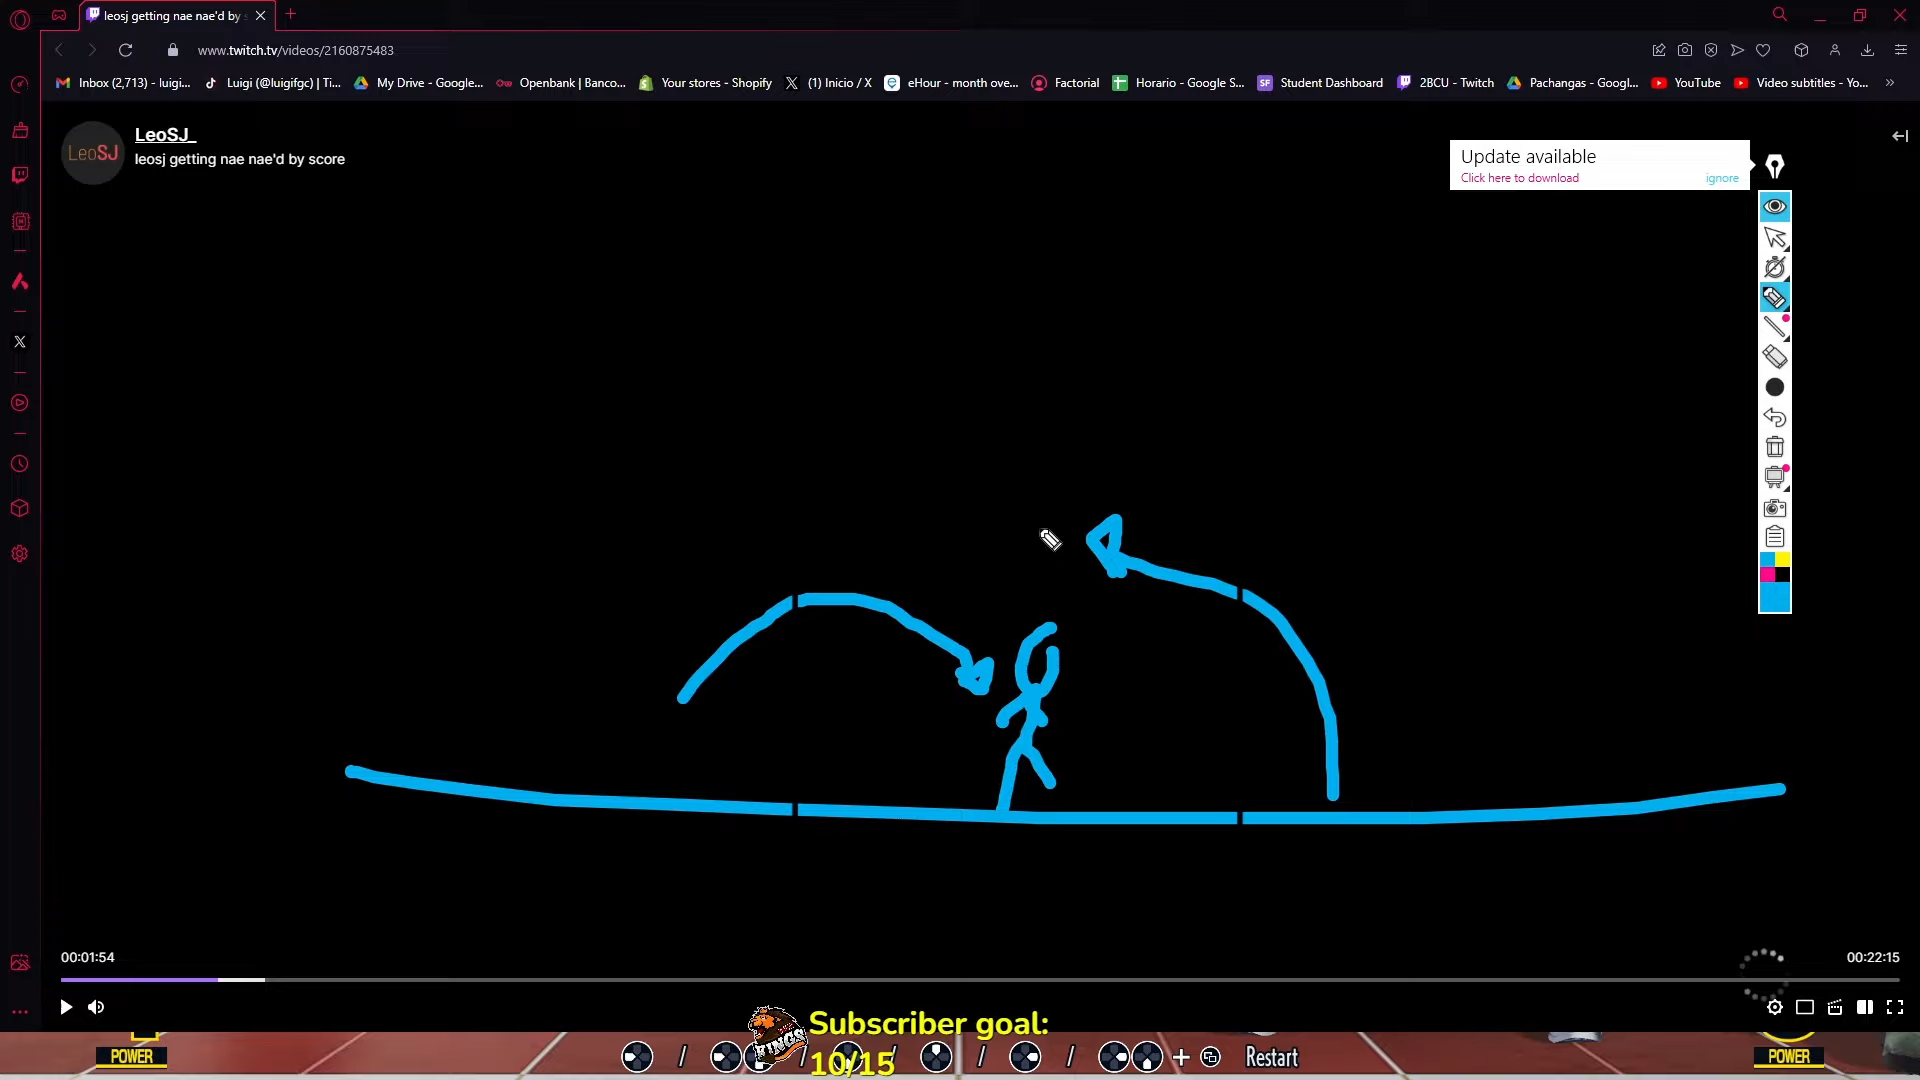 leosj getting nae nae'd by s
www.twitch.tv/videos/2160875483
Inbox (2,713) - luigi...
Luigi (@luigifgc) | Ti...
My Drive - Google...
Openbank | Banco...
Your stores - Shopify
(1) Inicio / X
eHour - month ove...
Factorial
Horario - Google S...
SF
Student Dashboard
2BCU - Twitch
Pachangas - Googl...
YouTube
Video subtitles - Yo...
LeoSJ
LeoSJ_
leosj getting nae nae'd by score
Update available
Click here to download
ignore
00:01:54
00:22:15
Subscriber goal:
10/15
KINGS
POWER
/ / / / + Restart
POWER